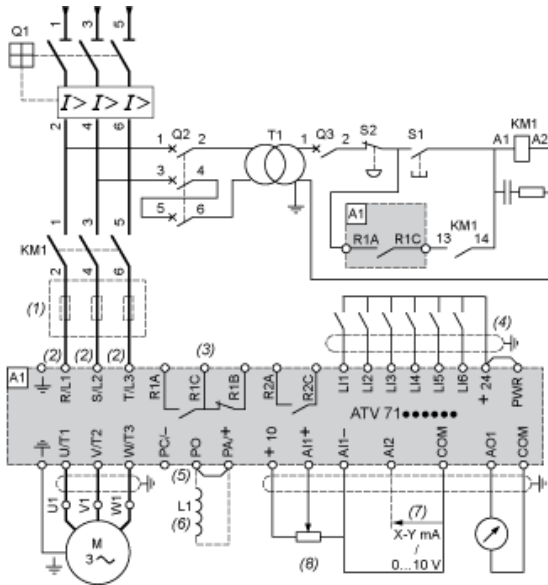 1 3 5
Q1
I> I> I>
2 4 6
1 Q2 2 T1 1 Q3 2 S2 S1 KM1
A1 A2
3 4
5 6
A1
R1A R1C 13 KM1 14
1 3 5
KM1
2 4 6
(1)
(2) (2) (2) (3) (4)
A1
R/L1 S/L2 T/L3 R1A R1C R1B R2A R2C LI1 LI2 LI3 LI4 LI5 LI6 + 24 PWR
ATV 71●●●●●●
U/T1 V/T2 W/T3 PC/– PO PA/+ + 10 AI1+ AI1– AI2 COM AO1 COM
(5)
U1 V1 W1
L1
(6)
(7)
X-Y mA
/
0...10 V
(8)
M
3 ~